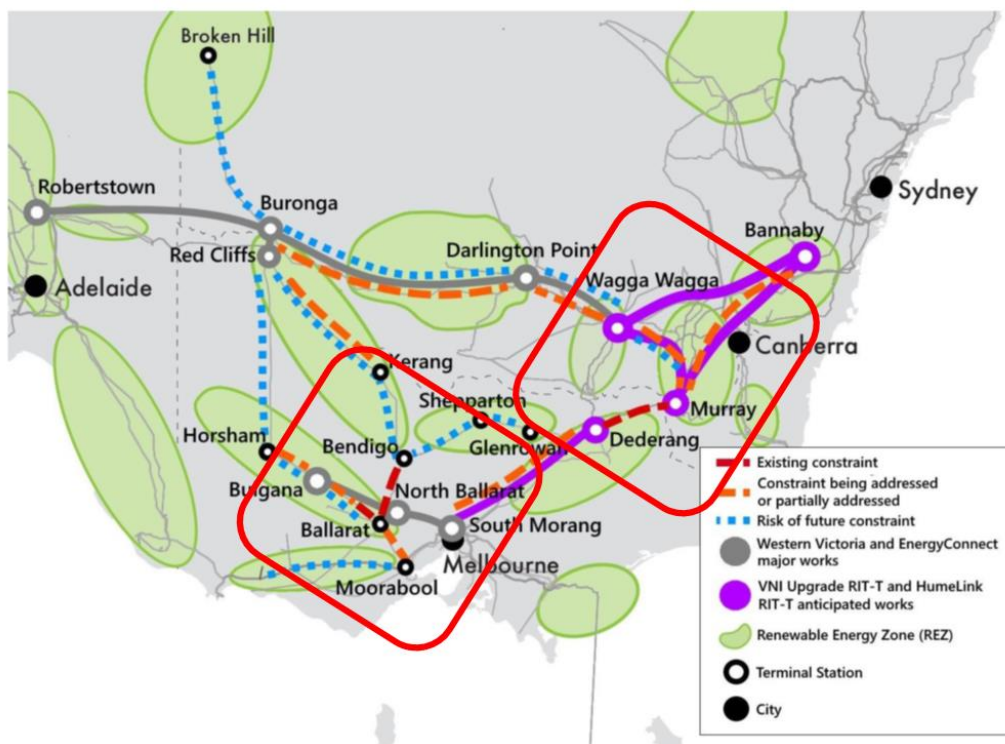 Broken Hill
Robertstown
Buronga
Red Cliffs
Adelaide
Darlington Point
Wagga Wagga
Bannaby
Sydney
Canberra
Kerang
Shepparton
Murray
Horsham
Bendigo
Glenrowan
Dederang
Bulgana
North Ballarat
Ballarat
South Morang
Melbourne
Moorabool
Existing constraint
Constraint being addressed
or partially addressed
Risk of future constraint
Western Victoria and EnergyConnect
major works
VNI Upgrade RIT-T and HumeLink
RIT-T anticipated works
Renewable Energy Zone (REZ)
Terminal Station
City